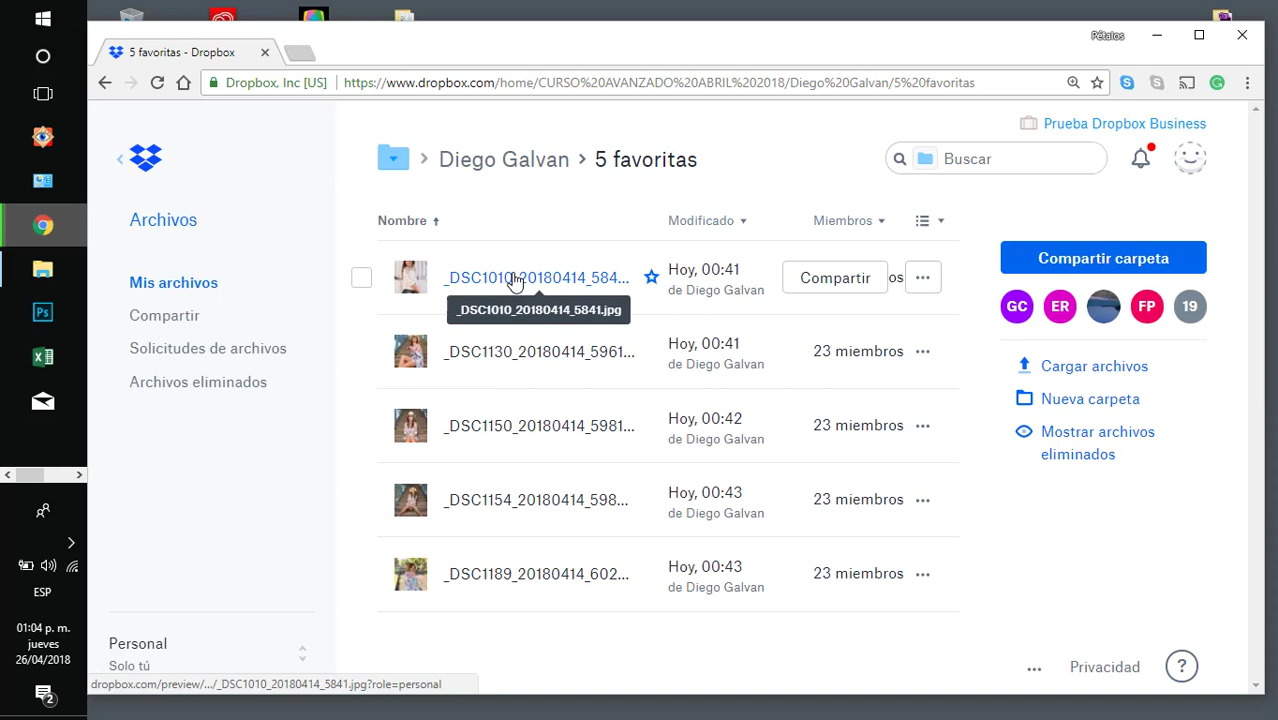 5 favoritas - Dropbox
Pétalos
Dropbox, Inc [US] | https://www.dropbox.com/home/CURSO%20AVANZADO%20ABRIL%202018/Diego%20Galvan/5%20favoritas
Prueba Dropbox Business
Diego Galvan › 5 favoritas
Buscar
Archivos
Mis archivos
Compartir
Solicitudes de archivos
Archivos eliminados
Personal
Solo tú
Nombre
Modificado
Miembros
_DSC1010_20180414_584...
Hoy, 00:41
de Diego Galvan
Compartir
os
_DSC1010_20180414_5841.jpg
_DSC1130_20180414_5961...
Hoy, 00:41
de Diego Galvan
23 miembros
_DSC1150_20180414_5981...
Hoy, 00:42
de Diego Galvan
23 miembros
_DSC1154_20180414_598...
Hoy, 00:43
de Diego Galvan
23 miembros
_DSC1189_20180414_602...
Hoy, 00:43
de Diego Galvan
23 miembros
Compartir carpeta
GC
ER
FP
19
Cargar archivos
Nueva carpeta
Mostrar archivos
eliminados
Privacidad
?
dropbox.com/preview/.../_DSC1010_20180414_5841.jpg?role=personal
Ps
ESP
01:04 p. m.
jueves
26/04/2018
2